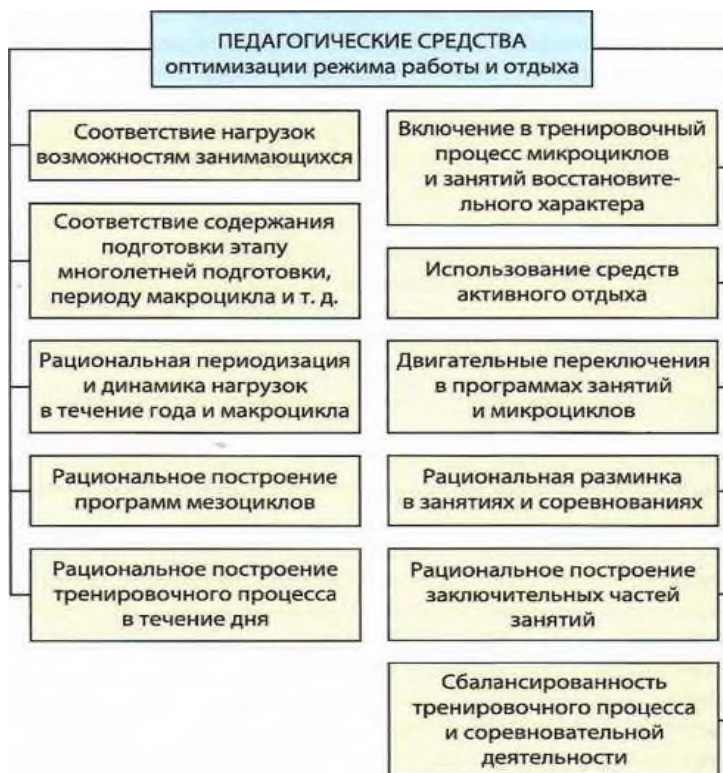 ПЕДАГОГИЧЕСКИЕ СРЕДСТВА
оптимизации режима работы и отдыха
Соответствие нагрузок
возможностям занимающихся
Соответствие содержания
подготовки этапу
многолетней подготовки,
периоду макроцикла и т. д.
Рациональная периодизация
и динамика нагрузок
в течение года и макроцикла
Рациональное построение
программ мезоциклов
Рациональное построение
тренировочного процесса
в течение дня
Включение в тренировочный
процесс микроциклов
и занятий восстановите-
льного характера
Использование средств
активного отдыха
Двигательные переключения
в программах занятий
и микроциклов
Рациональная разминка
в занятиях и соревнованиях
Рациональное построение
заключительных частей
занятий
Сбалансированность
тренировочного процесса
и соревновательной
деятельности